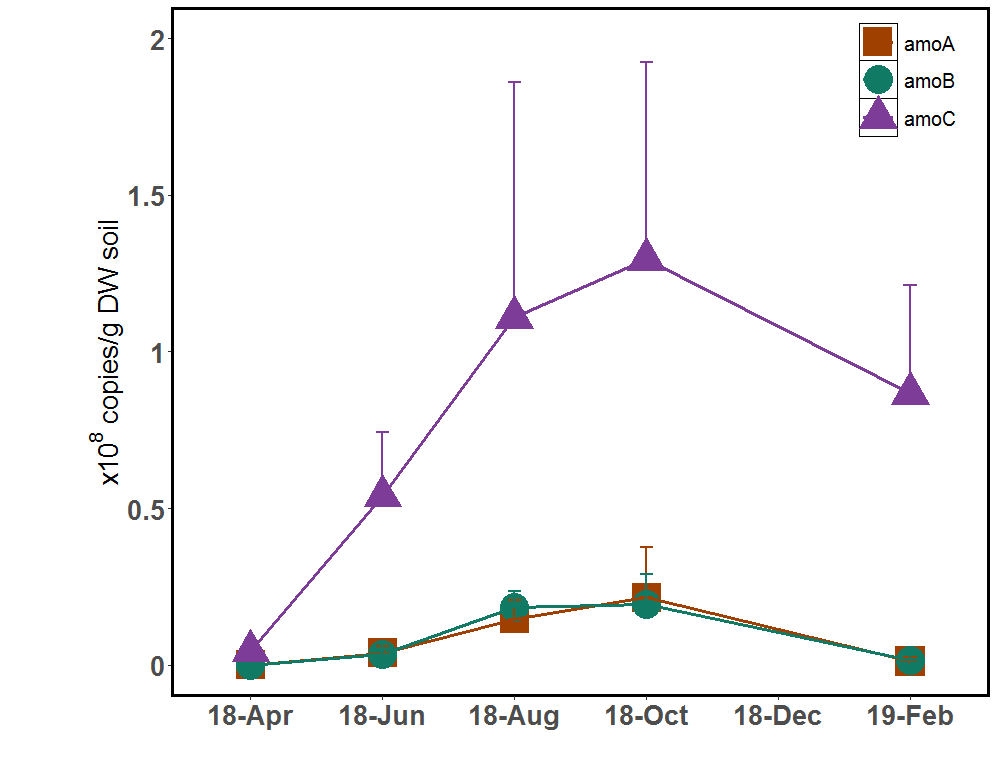 2
1.5
1
0.5
0
x10⁸ copies/g DW soil
amoA
amoB
amoC
18-Apr 18-Jun 18-Aug 18-Oct 18-Dec 19-Feb